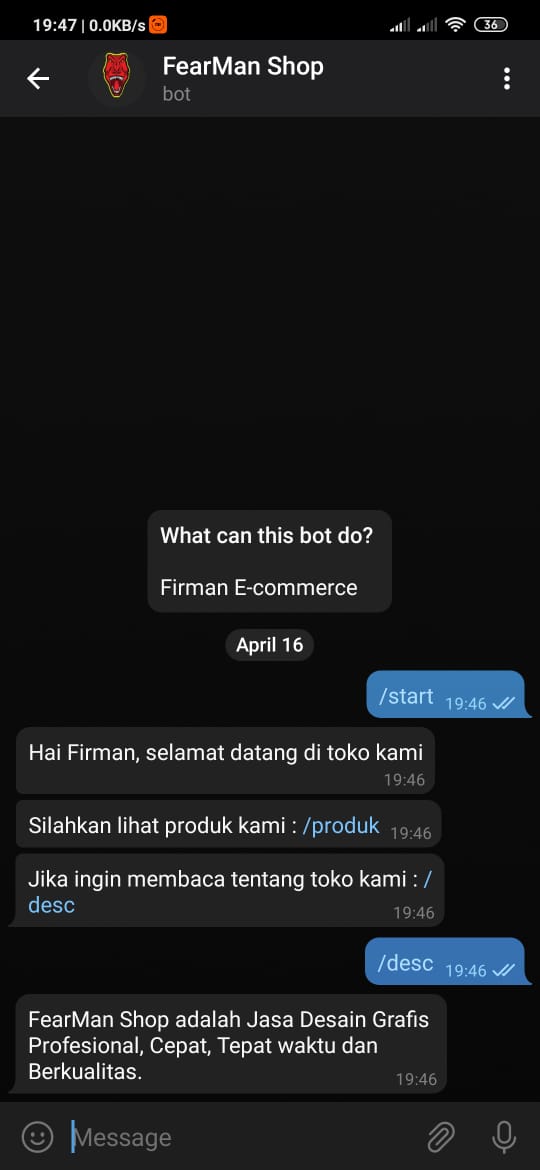 19:47 | 0.0KB/s
36
FearMan Shop
bot
What can this bot do?
Firman E-commerce
April 16
/start 19:46
Hai Firman, selamat datang di toko kami
19:46
Silahkan lihat produk kami : /produk 19:46
Jika ingin membaca tentang toko kami : /
desc
19:46
/desc 19:46
FearMan Shop adalah Jasa Desain Grafis
Profesional, Cepat, Tepat waktu dan
Berkualitas.
19:46
Message